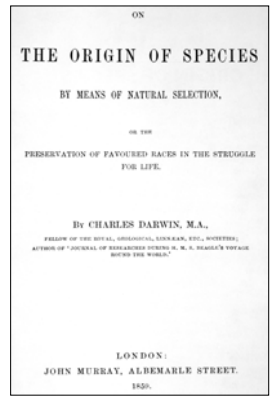 ON
THE ORIGIN OF SPECIES
BY MEANS OF NATURAL SELECTION,
OR THE
PRESERVATION OF FAVOURED RACES IN THE STRUGGLE
FOR LIFE.
BY CHARLES DARWIN, M.A.,
FELLOW OF THE ROYAL, GEOLOGICAL, LINNÆAN, ETC., SOCIETIES;
AUTHOR OF 'JOURNAL OF RESEARCHES DURING H. M. S. BEAGLE'S VOYAGE
ROUND THE WORLD.'
LONDON:
JOHN MURRAY, ALBEMARLE STREET.
1859.